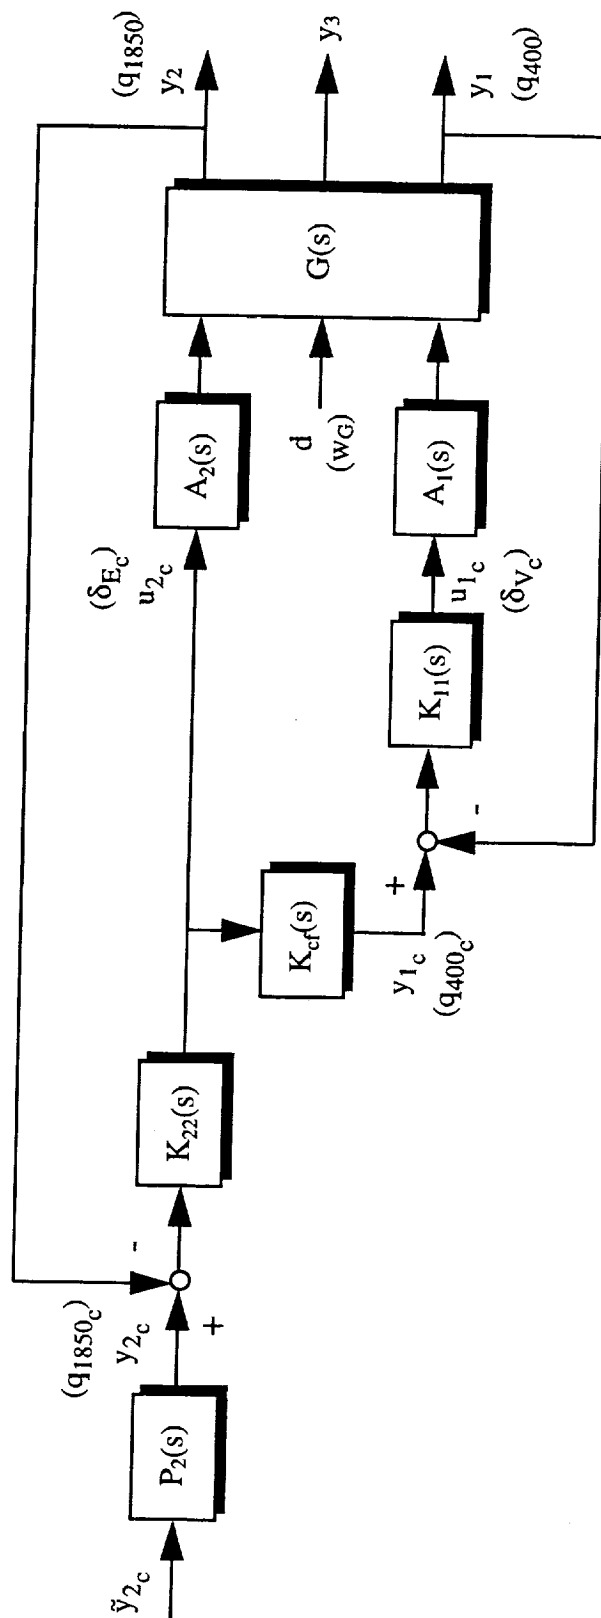 ỹ2c
P2(s)
(q1850c)
y2c
+
-
K22(s)
Kcf(s)
y1c
(q400c)
+
-
K11(s)
(δEc)
u2c
u1c
(δVc)
A2(s)
d
(wG)
A1(s)
G(s)
(q1850)
y2
y3
y1
(q400)